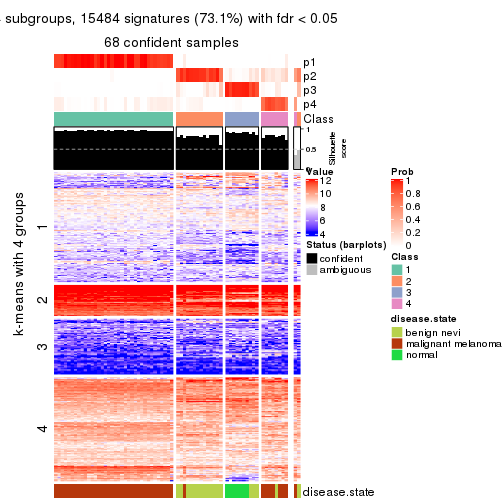 subgroups, 15484 signatures (73.1%) with fdr < 0.05
68 confident samples
p1
p2
p3
p4
Class
1
0.5
0
Silhouette
score
k-means with 4 groups
1
2
3
4
Value
12
10
8
6
4
Status (barplots)
confident
ambiguous
Prob
1
0.8
0.6
0.4
0.2
0
Class
1
2
3
4
disease.state
benign nevi
malignant melanoma
normal
disease.state